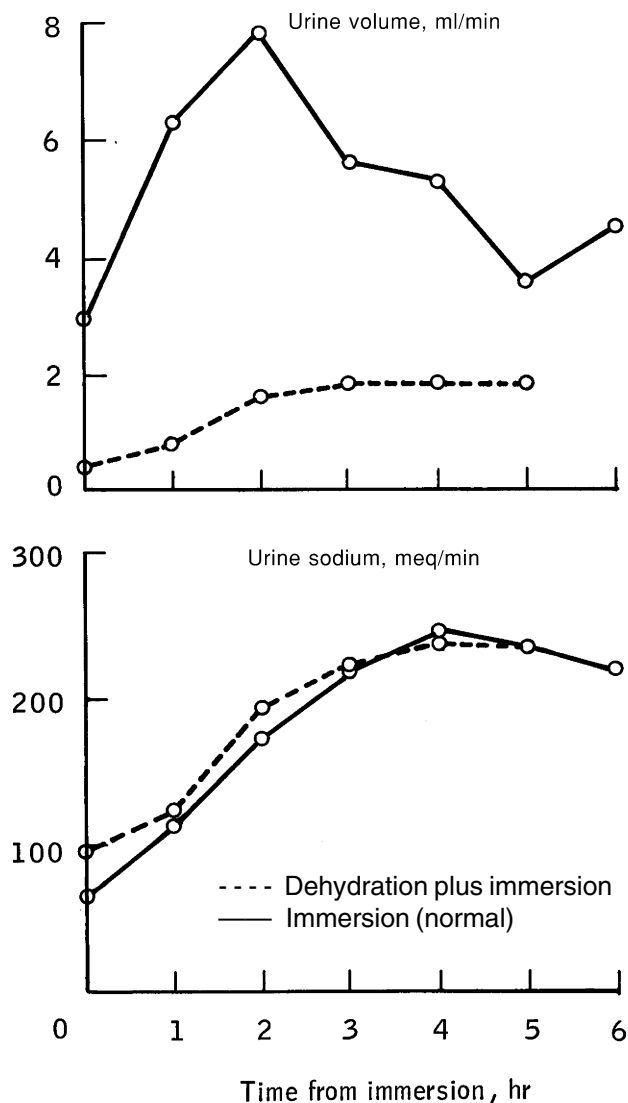 8
Urine volume, ml/min
6
4
2
0
300
Urine sodium, meq/min
200
100
Dehydration plus immersion
Immersion (normal)
0 1 2 3 4 5 6
Time from immersion, hr